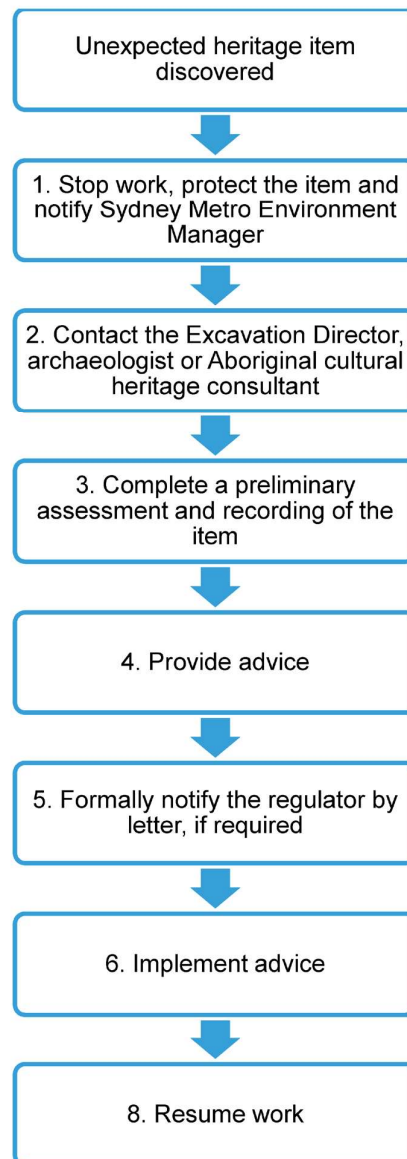 Unexpected heritage item
discovered
1. Stop work, protect the item and
notify Sydney Metro Environment
Manager
2. Contact the Excavation Director,
archaeologist or Aboriginal cultural
heritage consultant
3. Complete a preliminary
assessment and recording of the
item
4. Provide advice
5. Formally notify the regulator by
letter, if required
6. Implement advice
8. Resume work